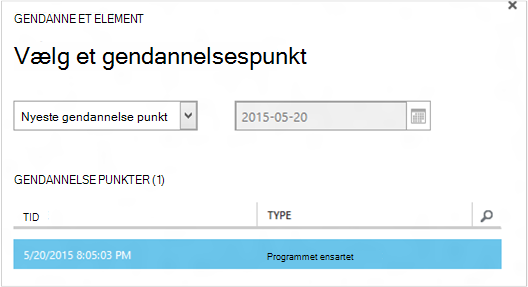 GENDANNE ET ELEMENT
Vælg et gendannelsespunkt
Nyeste gendannelse punkt
2015-05-20
GENDANNELSE PUNKTER (1)
TID TYPE
5/20/2015 8:05:03 PM Programmet ensartet